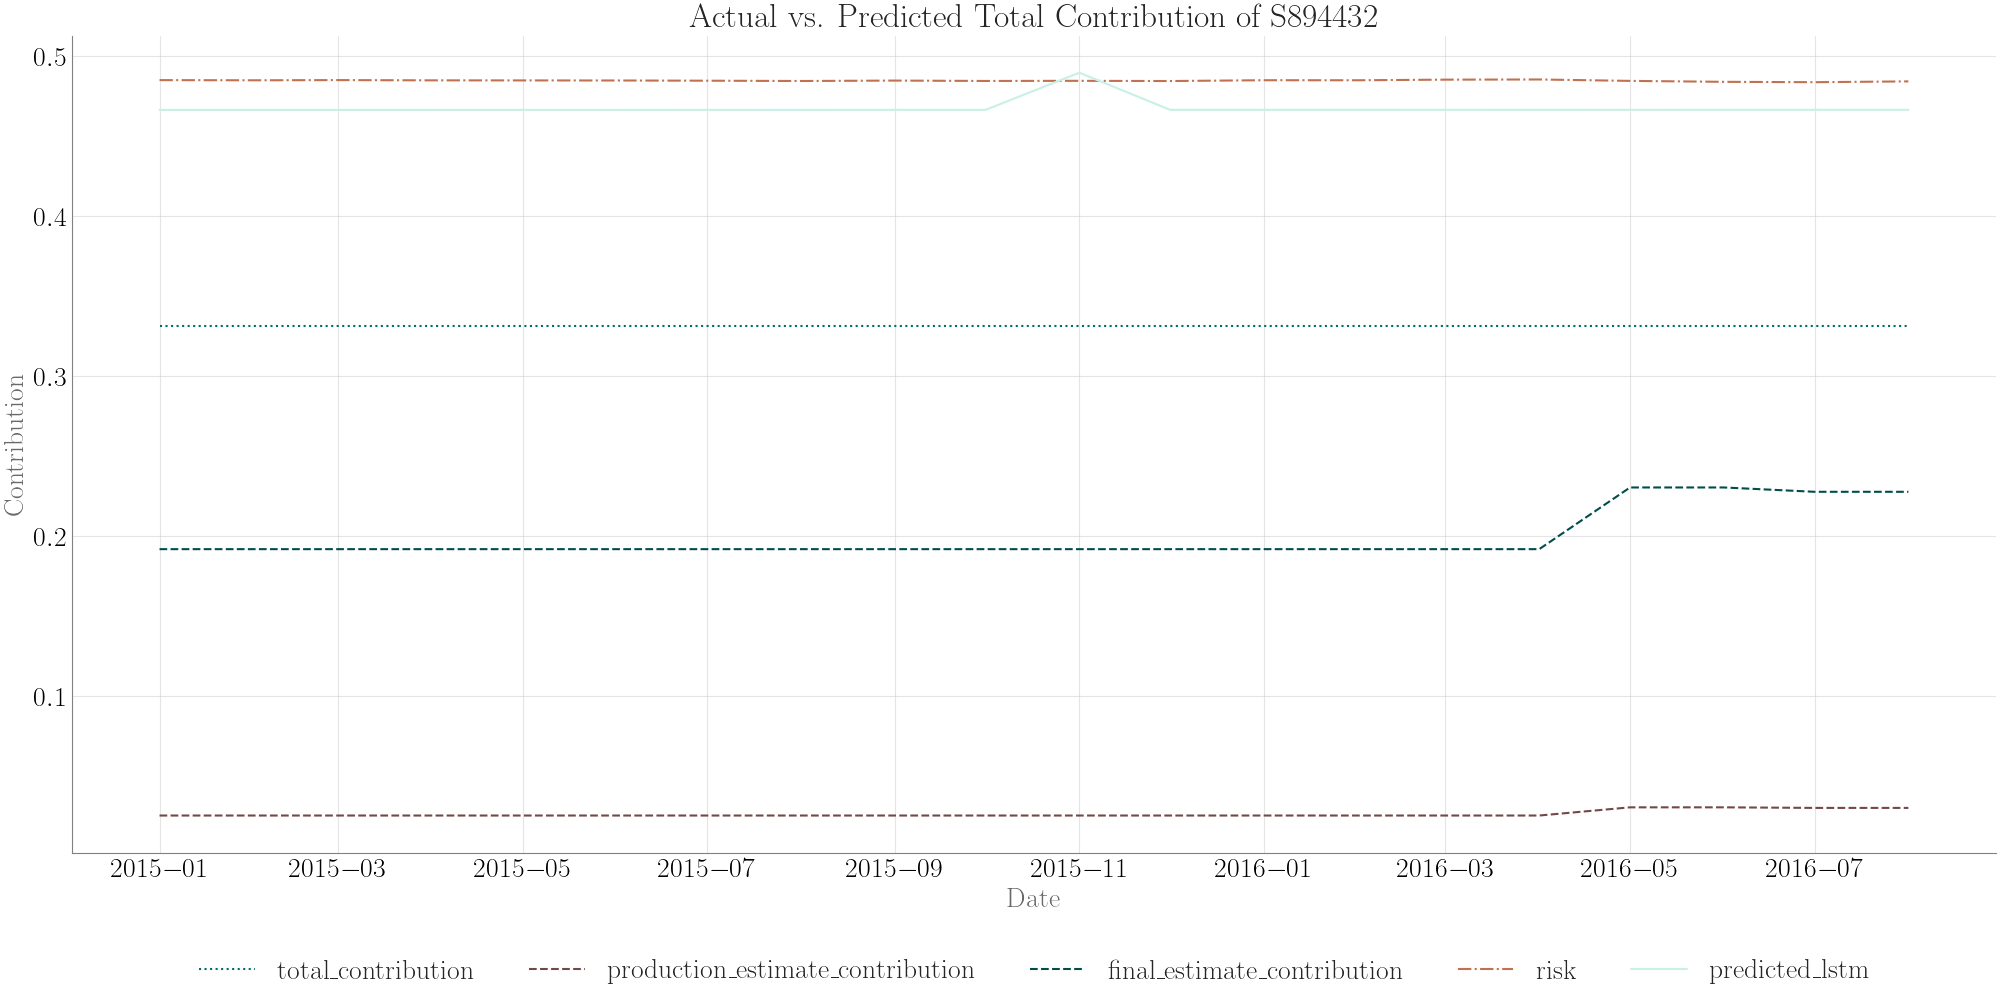 Actual vs. Predicted Total Contribution of S894432
0.5
0.4
0.3
0.2
0.1
Contribution
2015−01 2015−03 2015−05 2015−07 2015−09 2015−11 2016−01 2016−03 2016−05 2016−07
Date
total_contribution production_estimate_contribution final_estimate_contribution risk predicted_lstm